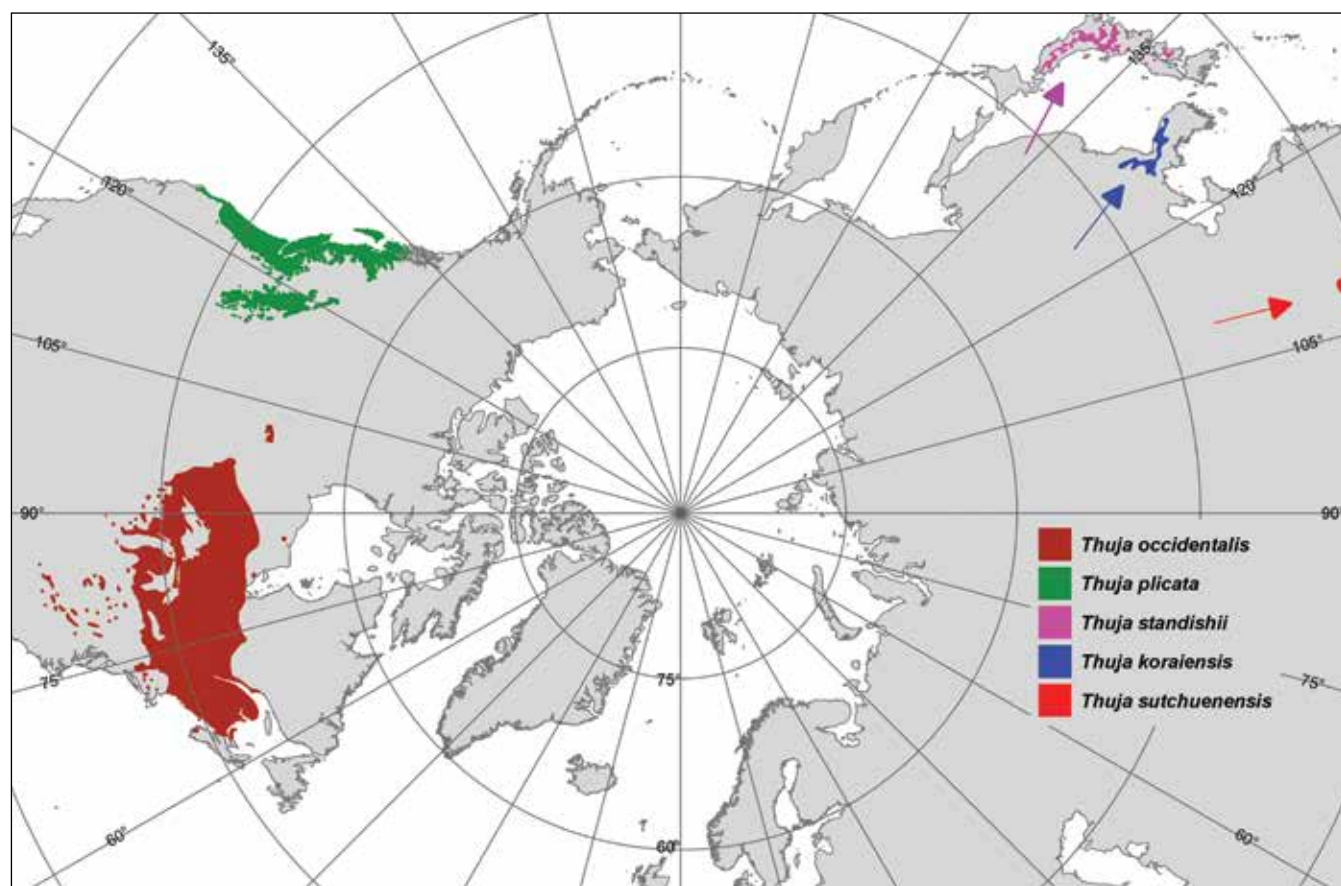 135°
135°
120°
120°
105°
105°
90°
90°
Thuja occidentalis
Thuja plicata
Thuja standishii
Thuja koraiensis
Thuja sutchuenensis
75°
75°
75°
60°
60°
60°